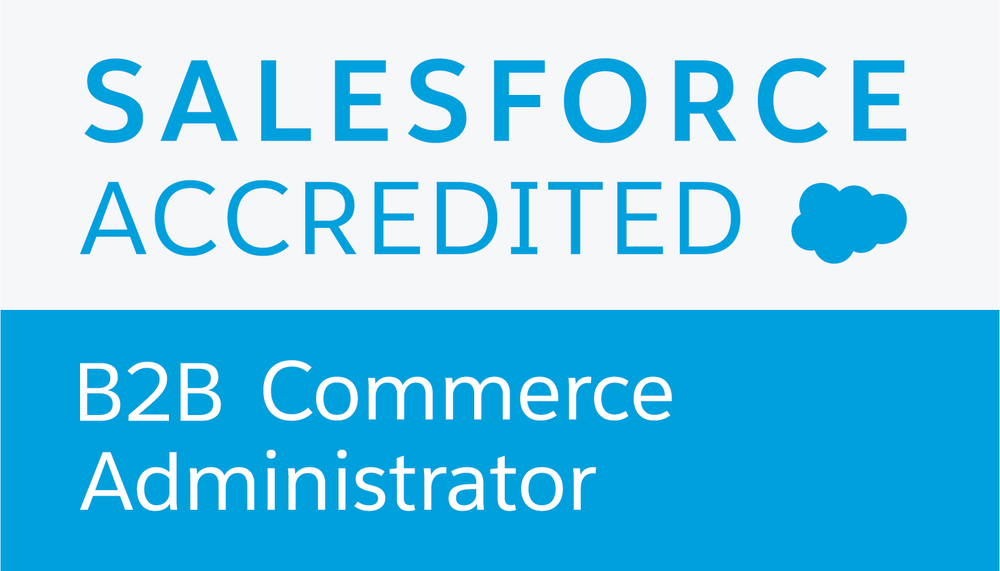 SALESFORCE
ACCREDITED
B2B Commerce
Administrator